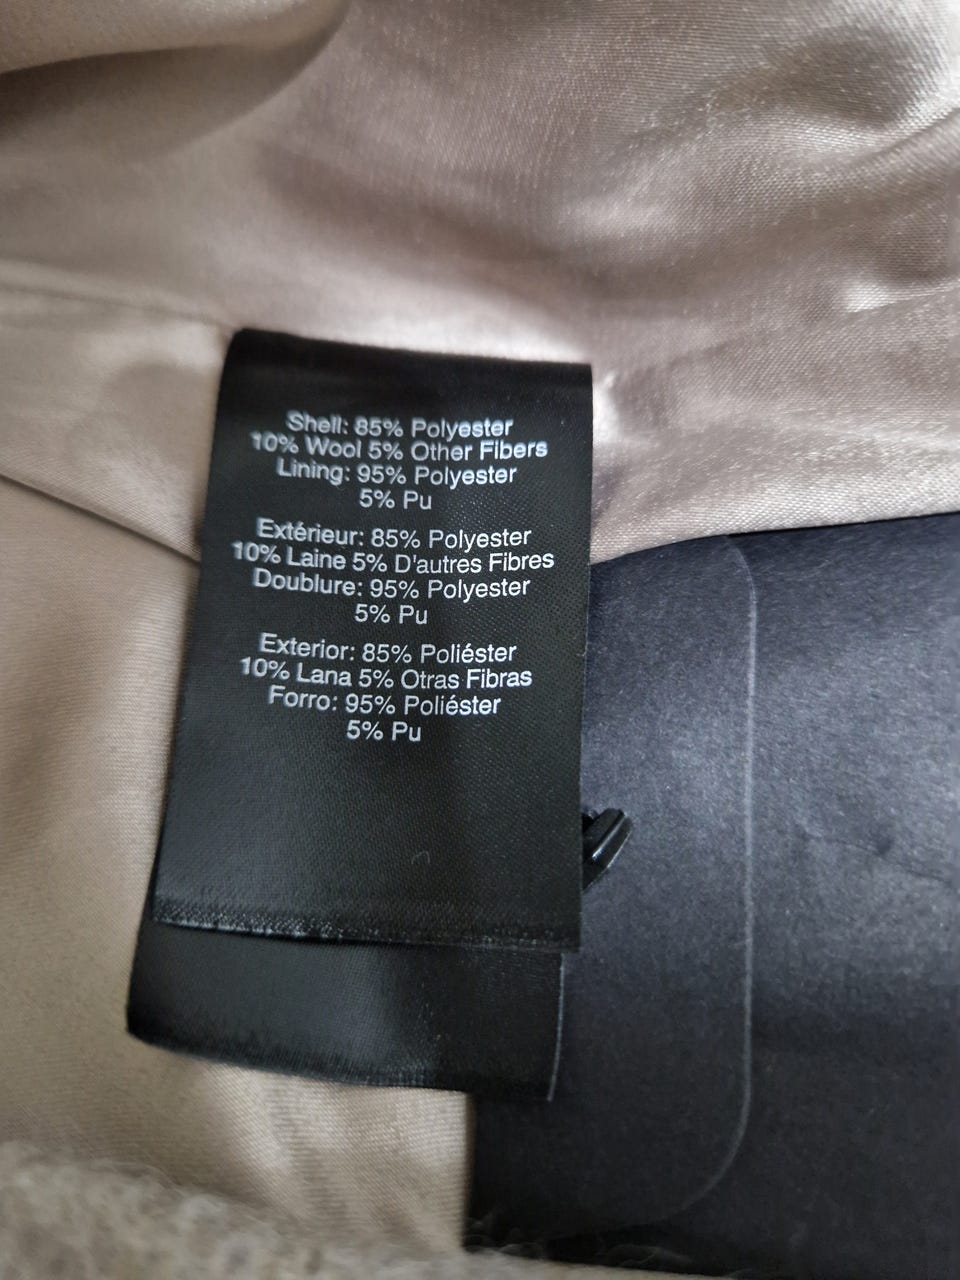 Shell: 85% Polyester
10% Wool 5% Other Fibers
Lining: 95% Polyester
5% Pu
Extérieur: 85% Polyester
10% Laine 5% D'autres Fibres
Doublure: 95% Polyester
5% Pu
Exterior: 85% Poliéster
10% Lana 5% Otras Fibras
Forro: 95% Poliéster
5% Pu